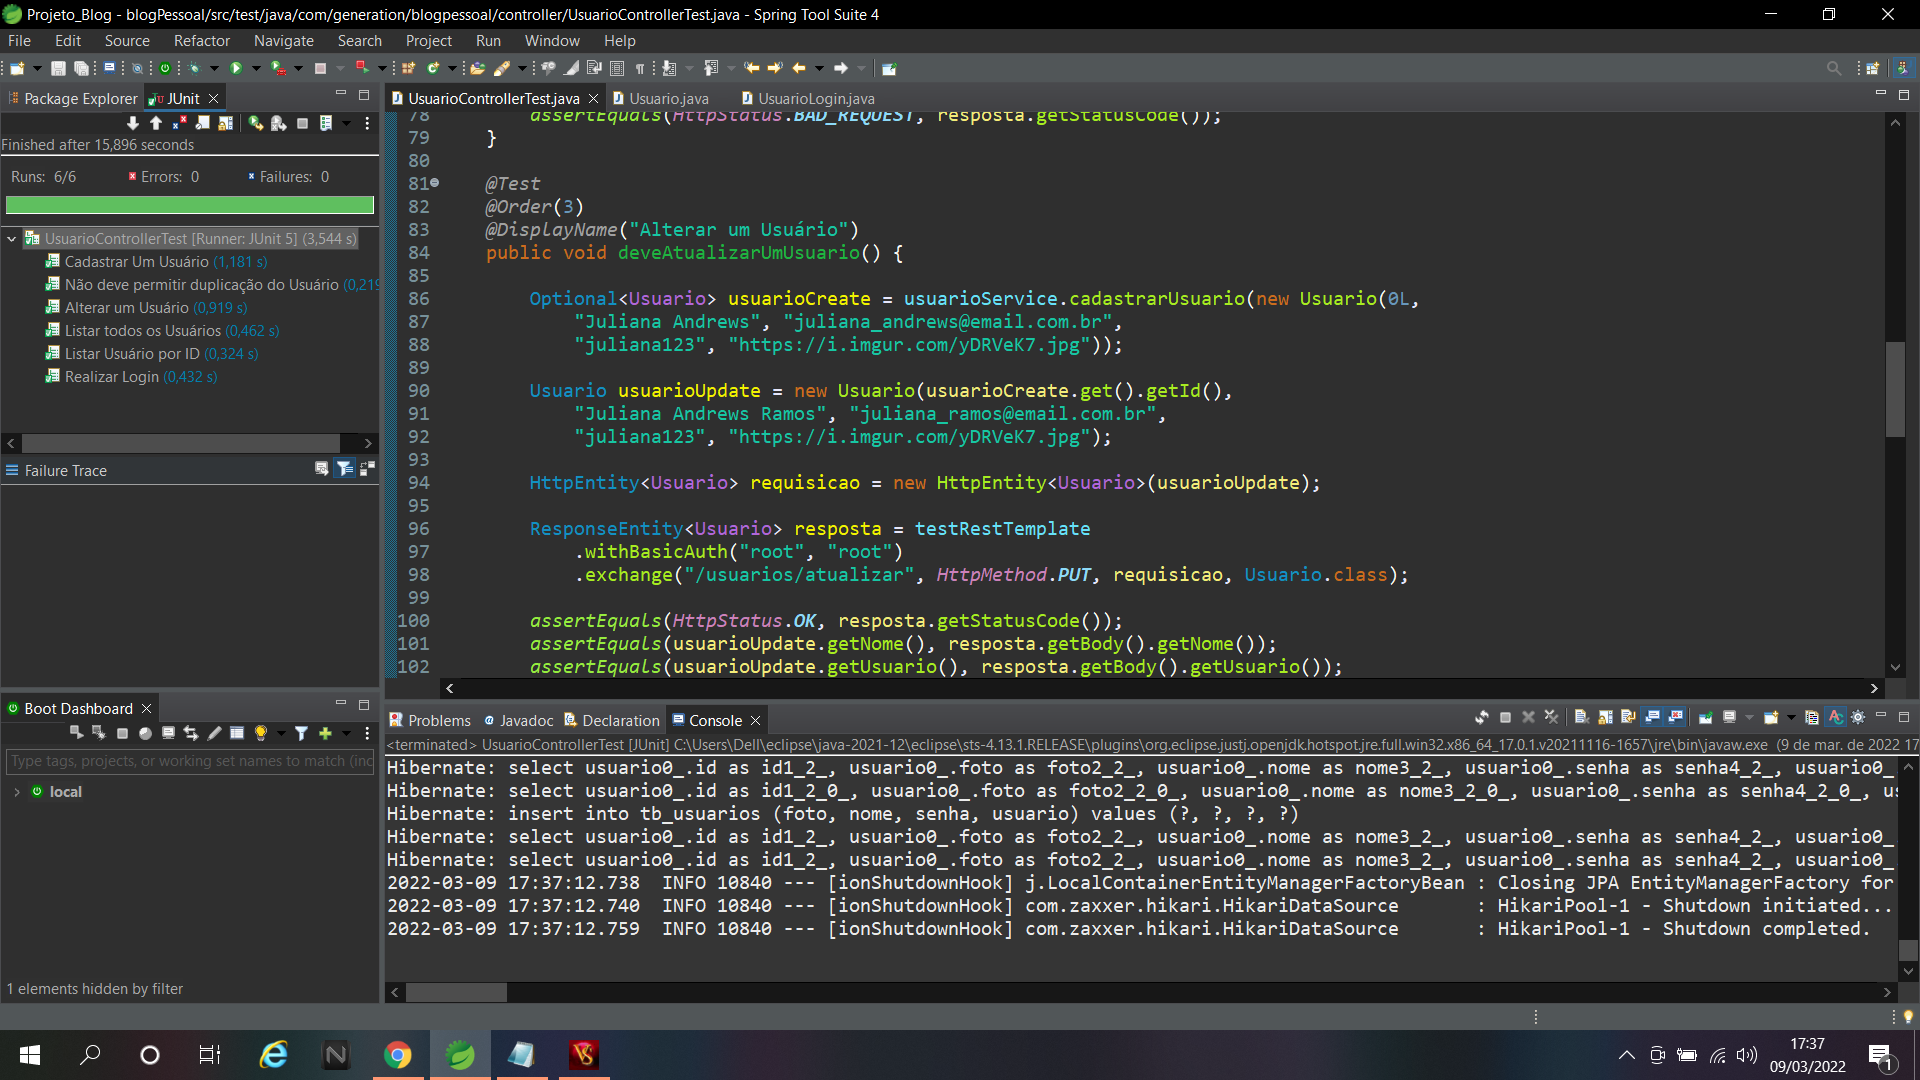 Projeto_Blog - blogPessoal/src/test/java/com/generation/blogpessoal/controller/UsuarioControllerTest.java - Spring Tool Suite 4
File Edit Source Refactor Navigate Search Project Run Window Help
Package Explorer JUnit
Finished after 15,896 seconds
Runs: 6/6 Errors: 0 Failures: 0
UsuarioControllerTest [Runner: JUnit 5] (3,544 s)
Cadastrar Um Usuário (1,181 s)
Não deve permitir duplicação do Usuário (0,219
Alterar um Usuário (0,919 s)
Listar todos os Usuários (0,462 s)
Listar Usuário por ID (0,324 s)
Realizar Login (0,432 s)
Failure Trace
Boot Dashboard
Type tags, projects, or working set names to match (inc
local
1 elements hidden by filter
UsuarioControllerTest.java Usuario.java UsuarioLogin.java
78 assertEquals(HttpStatus.BAD_REQUEST, resposta.getStatusCode());
79 }
80
81 @Test
82 @Order(3)
83 @DisplayName("Alterar um Usuário")
84 public void deveAtualizarUmUsuario() {
85
86 Optional<Usuario> usuarioCreate = usuarioService.cadastrarUsuario(new Usuario(0L,
87 "Juliana Andrews", "juliana_andrews@email.com.br",
88 "juliana123", "https://i.imgur.com/yDRVeK7.jpg"));
89
90 Usuario usuarioUpdate = new Usuario(usuarioCreate.get().getId(),
91 "Juliana Andrews Ramos", "juliana_ramos@email.com.br",
92 "juliana123", "https://i.imgur.com/yDRVeK7.jpg");
93
94 HttpEntity<Usuario> requisicao = new HttpEntity<Usuario>(usuarioUpdate);
95
96 ResponseEntity<Usuario> resposta = testRestTemplate
97 .withBasicAuth("root", "root")
98 .exchange("/usuarios/atualizar", HttpMethod.PUT, requisicao, Usuario.class);
99
100 assertEquals(HttpStatus.OK, resposta.getStatusCode());
101 assertEquals(usuarioUpdate.getNome(), resposta.getBody().getNome());
102 assertEquals(usuarioUpdate.getUsuario(), resposta.getBody().getUsuario());
Problems Javadoc Declaration Console
<terminated> UsuarioControllerTest [JUnit] C:\Users\Dell\eclipse\java-2021-12\eclipse\sts-4.13.1.RELEASE\plugins\org.eclipse.justj.openjdk.hotspot.jre.full.win32.x86_64_17.0.1.v20211116-1657\jre\bin\javaw.exe (9 de mar. de 2022 17
Hibernate: select usuario0_.id as id1_2_, usuario0_.foto as foto2_2_, usuario0_.nome as nome3_2_, usuario0_.senha as senha4_2_, usuario0_
Hibernate: select usuario0_.id as id1_2_0_, usuario0_.foto as foto2_2_0_, usuario0_.nome as nome3_2_0_, usuario0_.senha as senha4_2_0_, us
Hibernate: insert into tb_usuarios (foto, nome, senha, usuario) values (?, ?, ?, ?)
Hibernate: select usuario0_.id as id1_2_, usuario0_.foto as foto2_2_, usuario0_.nome as nome3_2_, usuario0_.senha as senha4_2_, usuario0_
Hibernate: select usuario0_.id as id1_2_, usuario0_.foto as foto2_2_, usuario0_.nome as nome3_2_, usuario0_.senha as senha4_2_, usuario0_
2022-03-09 17:37:12.738 INFO 10840 --- [ionShutdownHook] j.LocalContainerEntityManagerFactoryBean : Closing JPA EntityManagerFactory for
2022-03-09 17:37:12.740 INFO 10840 --- [ionShutdownHook] com.zaxxer.hikari.HikariDataSource : HikariPool-1 - Shutdown initiated...
2022-03-09 17:37:12.759 INFO 10840 --- [ionShutdownHook] com.zaxxer.hikari.HikariDataSource : HikariPool-1 - Shutdown completed.
17:37
09/03/2022
1